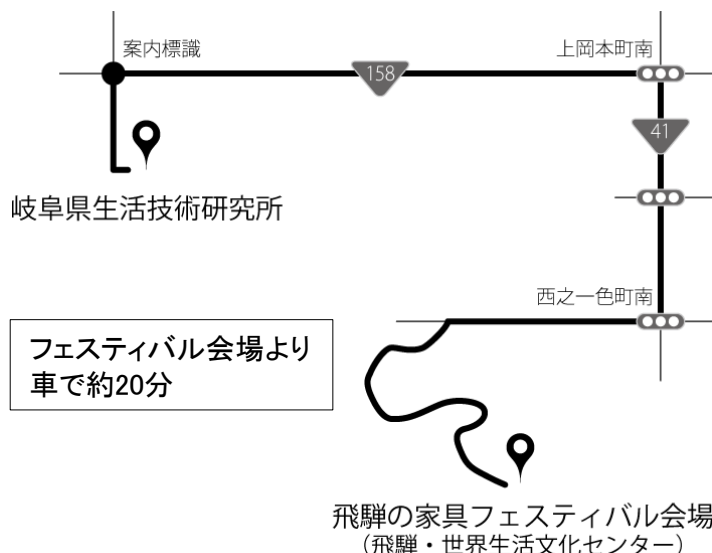 案内標識
上岡本町南
158
41
岐阜県生活技術研究所
西之一色町南
フェスティバル会場より
車で約20分
飛騨の家具フェスティバル会場
（飛騨・世界生活文化センター）